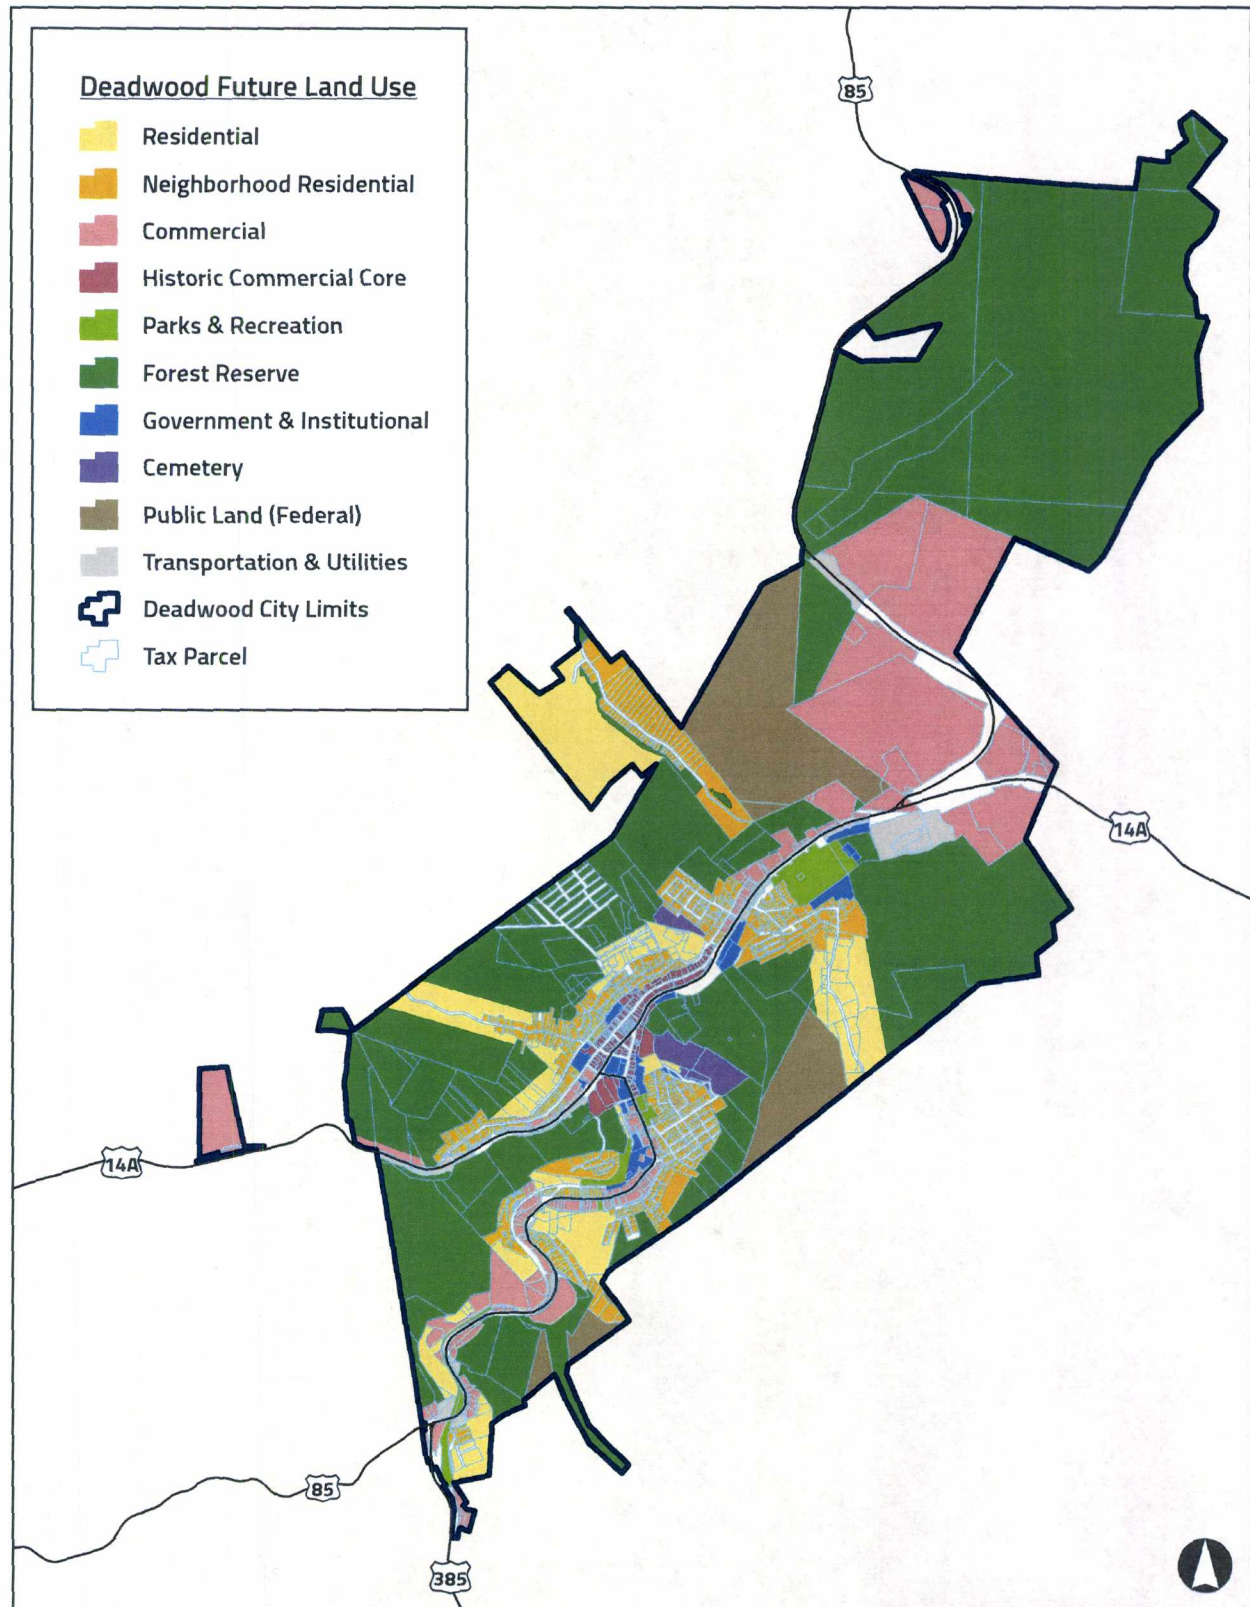 Deadwood Future Land Use
Residential
Neighborhood Residential
Commercial
Historic Commercial Core
Parks & Recreation
Forest Reserve
Government & Institutional
Cemetery
Public Land (Federal)
Transportation & Utilities
Deadwood City Limits
Tax Parcel
85
14A
14A
85
385